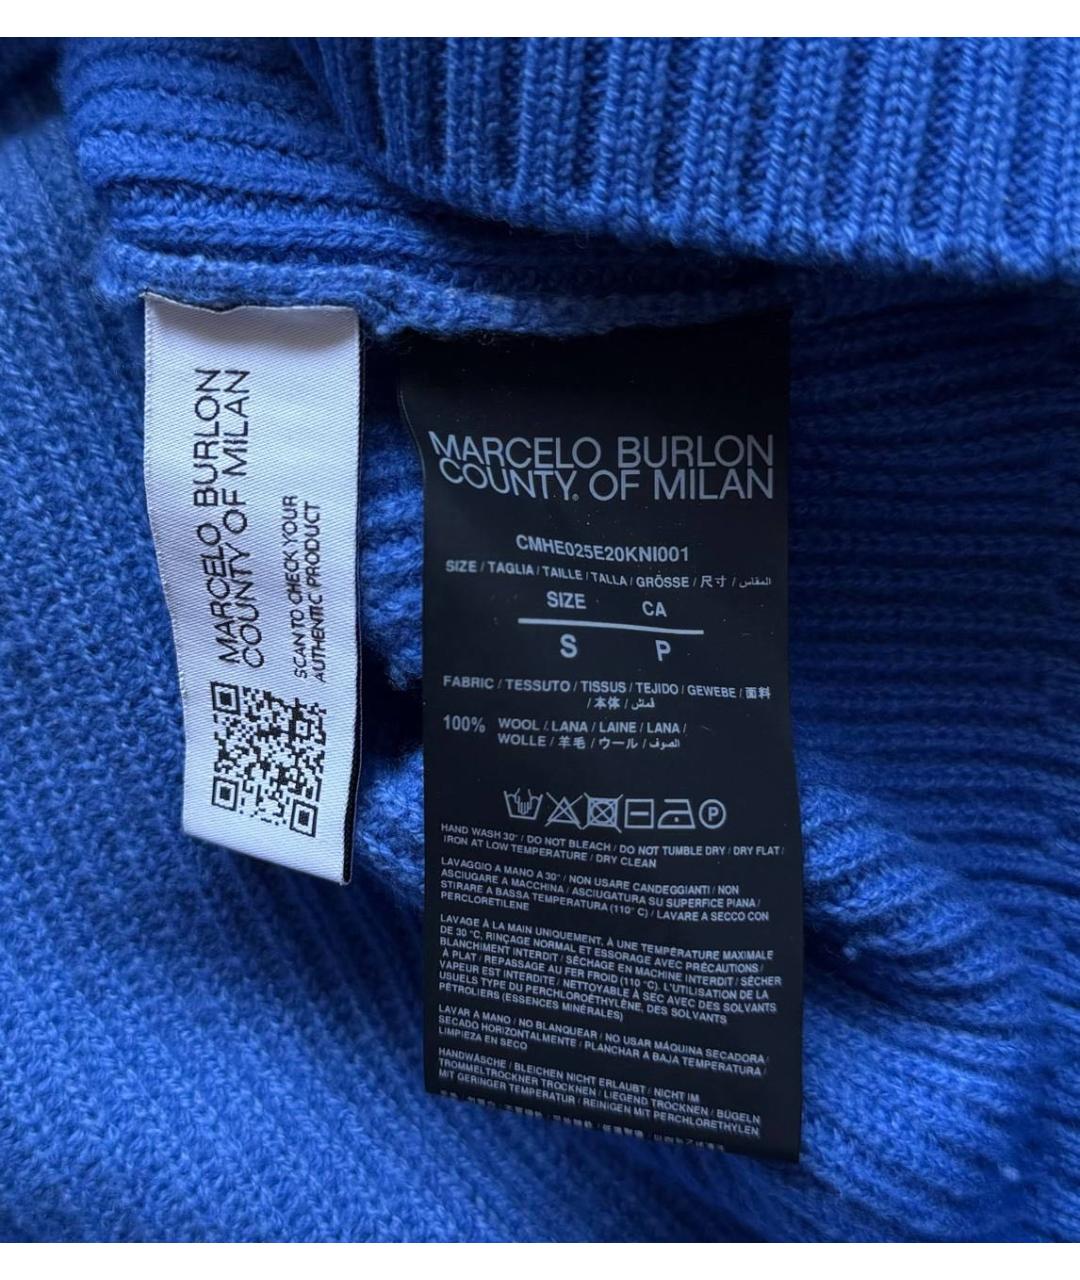 MARCELO BURLON
COUNTY OF MILAN
SCAN TO CHECK YOUR
AUTHENTIC PRODUCT
MARCELO BURLON
COUNTY OF MILAN
CMHE025E20KNI001
SIZE / TAGLIA / TAILLE / TALLA / GRÖSSE / 尺寸 / المقاس
SIZE CA
S P
FABRIC / TESSUTO / TISSUS / TEJIDO / GEWEBE / 面料
/ 本体 / قماش
100% WOOL / LANA / LAINE / LANA /
WOLLE / 羊毛 / ウール / الصوف
P
HAND WASH 30° / DO NOT BLEACH / DO NOT TUMBLE DRY / DRY FLAT /
IRON AT LOW TEMPERATURE / DRY CLEAN
LAVAGGIO A MANO A 30° / NON USARE CANDEGGIANTI / NON
ASCIUGARE A MACCHINA / ASCIUGATURA SU SUPERFICE PIANA /
STIRARE A BASSA TEMPERATURA (110° C) / LAVARE A SECCO CON
PERCLORETILENE
LAVAGE À LA MAIN UNIQUEMENT, À UNE TEMPÉRATURE MAXIMALE
DE 30 °C, RINÇAGE NORMAL ET ESSORAGE AVEC PRÉCAUTIONS /
BLANCHIMENT INTERDIT / SÉCHAGE EN MACHINE INTERDIT / SÉCHER
À PLAT / REPASSAGE AU FER FROID (110 °C). L'UTILISATION DE LA
VAPEUR EST INTERDITE / NETTOYABLE À SEC AVEC DES SOLVANTS
USUELS TYPE DU PERCHLOROÉTHYLÈNE, DES SOLVANTS
PÉTROLIERS (ESSENCES MINÉRALES)
LAVAR A MANO / NO BLANQUEAR / NO USAR MÁQUINA SECADORA /
SECADO HORIZONTALMENTE / PLANCHAR A BAJA TEMPERATURA /
LIMPIEZA EN SECO
HANDWÄSCHE / BLEICHEN NICHT ERLAUBT / NICHT IM
TROMMELTROCKNER TROCKNEN / LIEGEND TROCKNEN / BÜGELN
MIT GERINGER TEMPERATUR / REINIGEN MIT PERCHLORETHYLEN